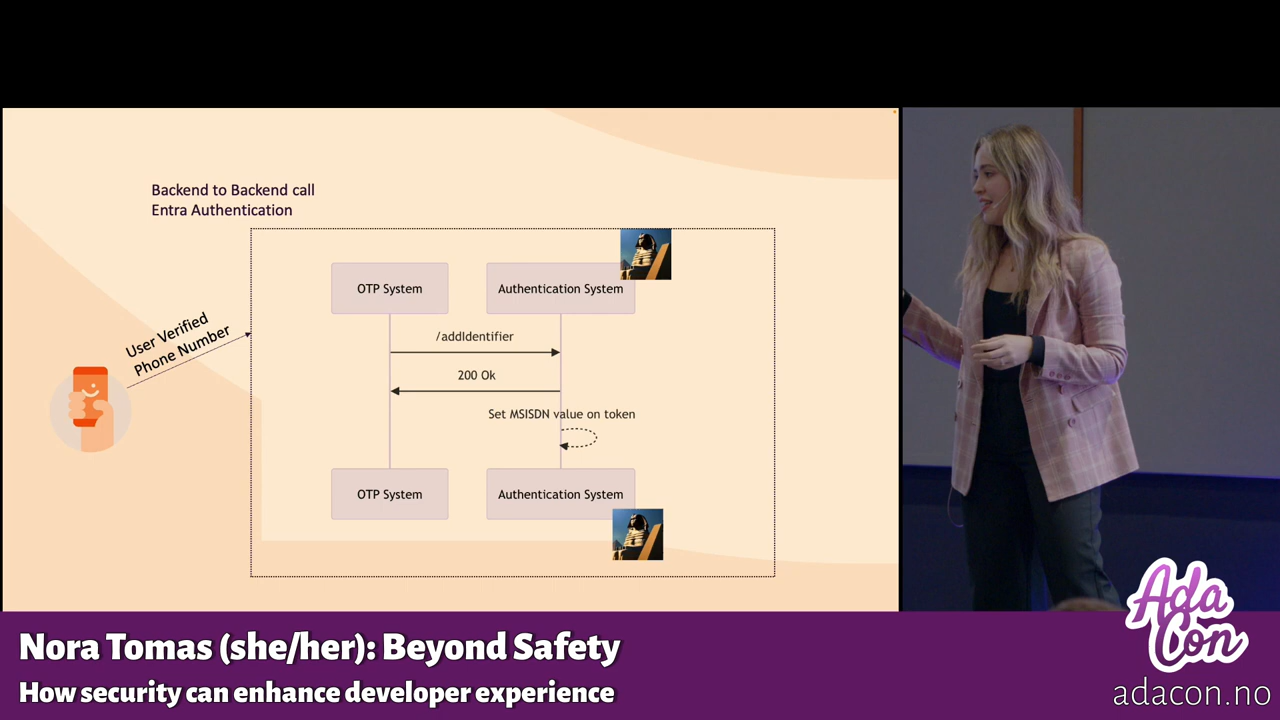 Backend to Backend call
Entra Authentication
User Verified
Phone Number
OTP System
Authentication System
/addIdentifier
200 Ok
Set MSISDN value on token
OTP System
Authentication System
Nora Tomas (she/her): Beyond Safety
How security can enhance developer experience
Ada
Con
adacon.no